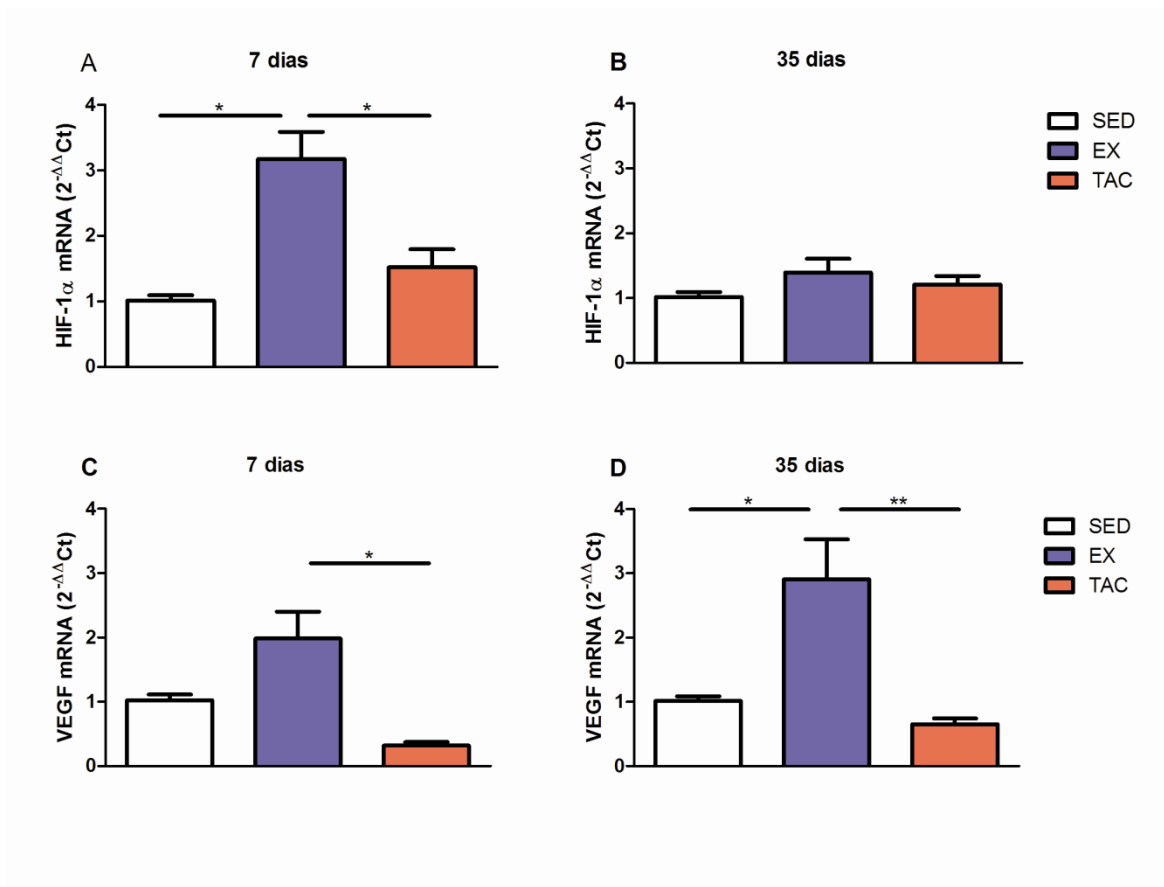 A
7 dias
HIF-1α mRNA (2^-ΔΔCt)
4
3
2
1
0
*
*
B
35 dias
HIF-1α mRNA (2^-ΔΔCt)
4
3
2
1
0
SED
EX
TAC
C
7 dias
VEGF mRNA (2^-ΔΔCt)
4
3
2
1
0
*
D
35 dias
VEGF mRNA (2^-ΔΔCt)
4
3
2
1
0
*
**
SED
EX
TAC